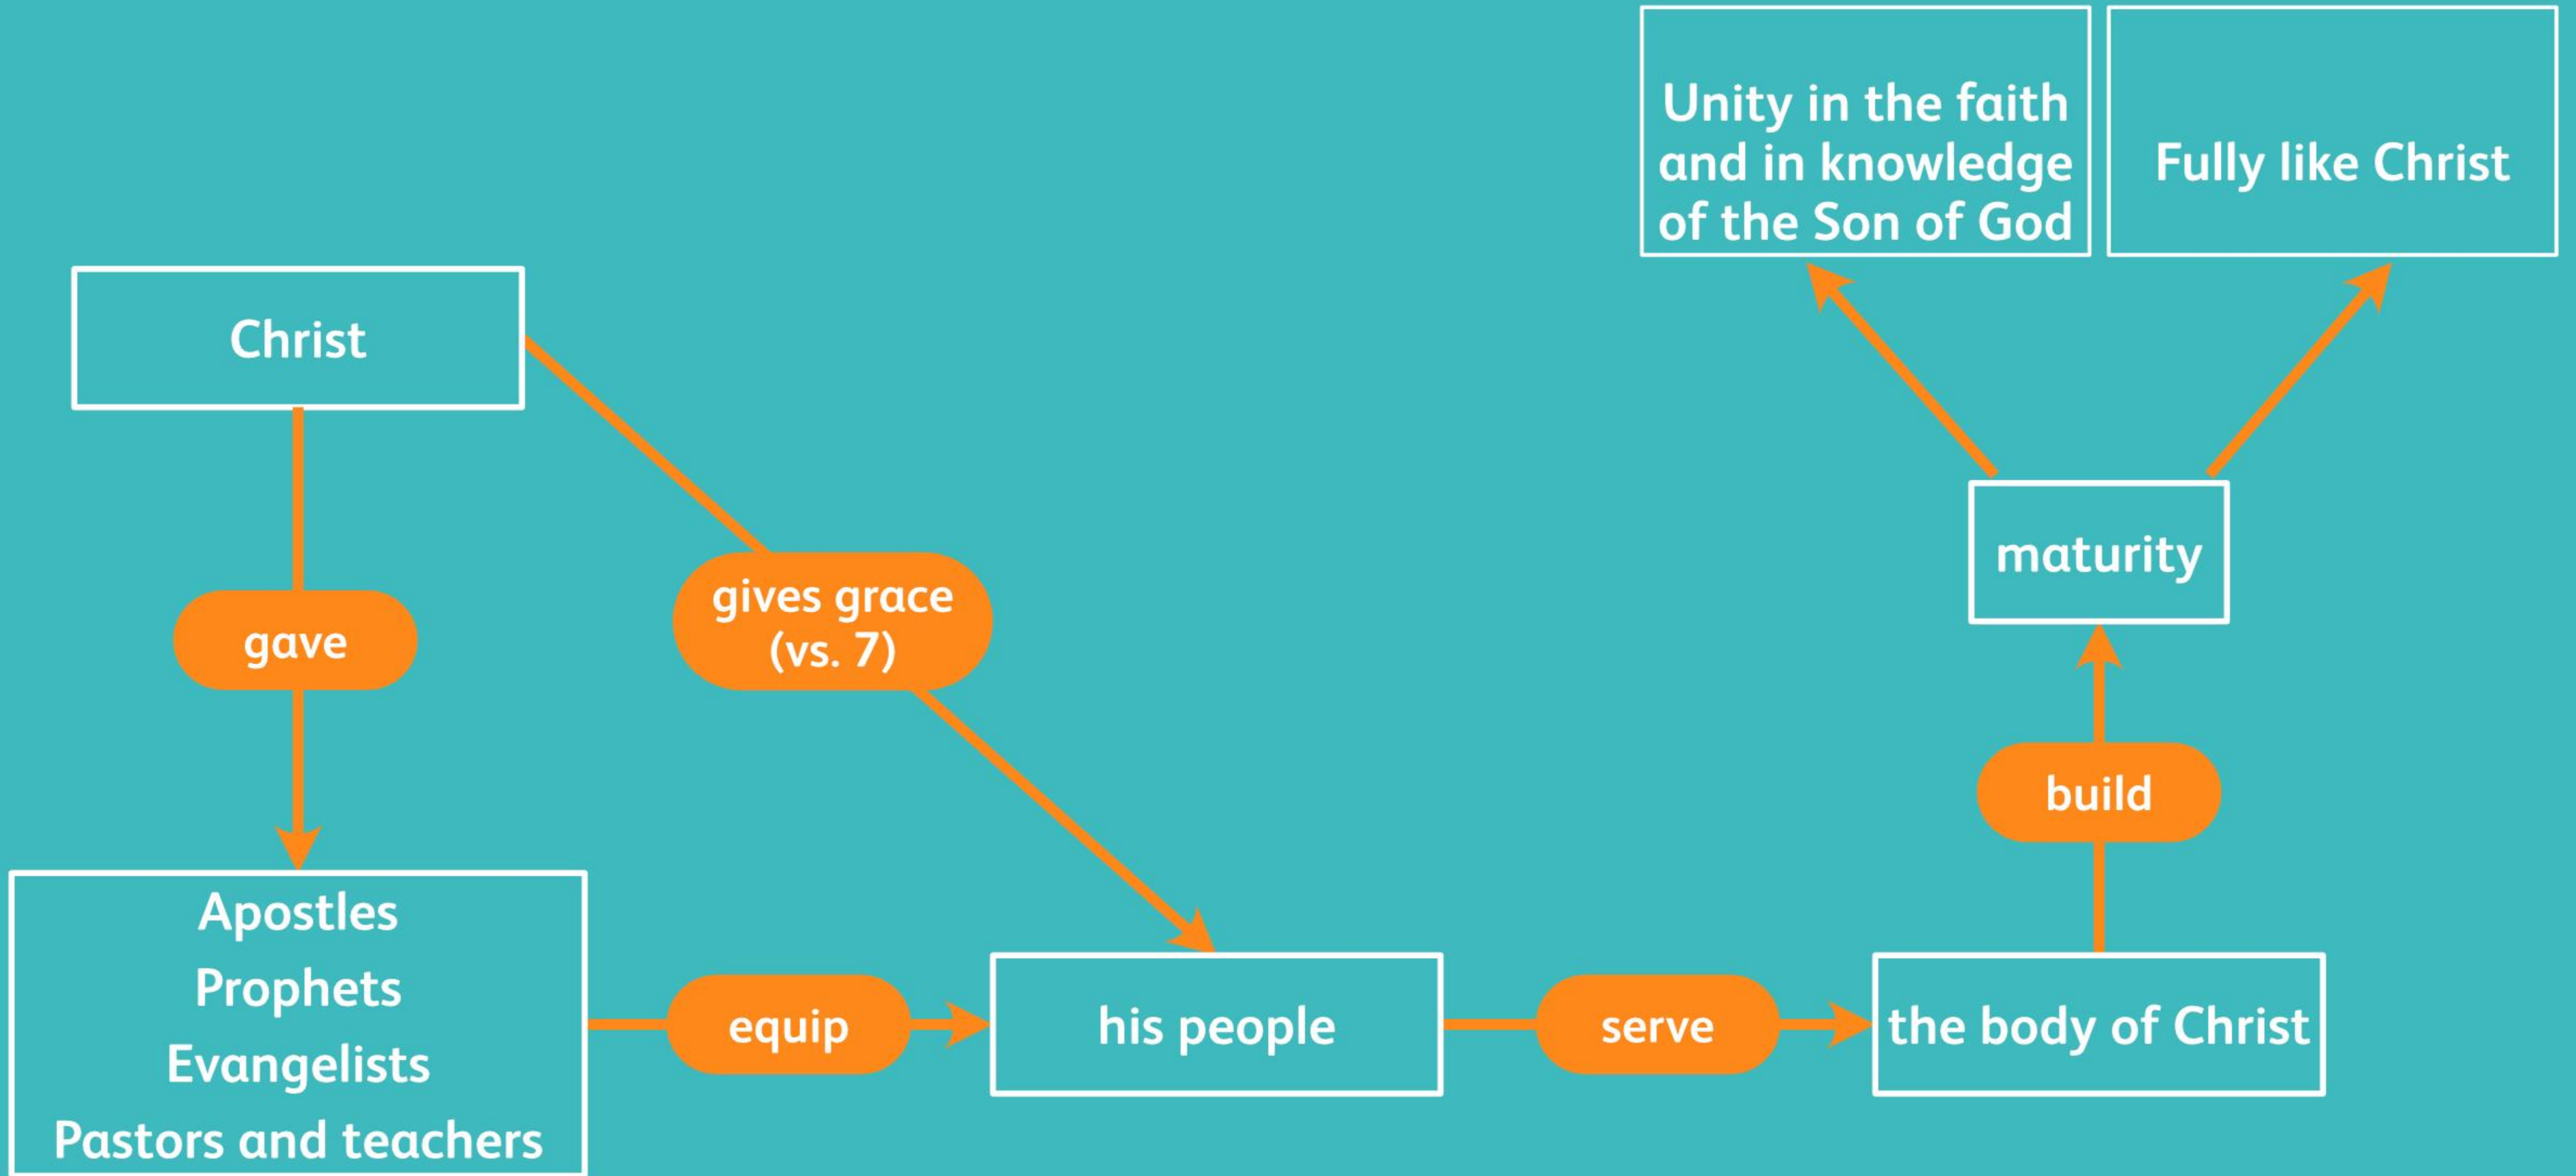 Christ
gave
Apostles
Prophets
Evangelists
Pastors and teachers
gives grace
(vs. 7)
equip
his people
serve
the body of Christ
build
maturity
Unity in the faith
and in knowledge
of the Son of God
Fully like Christ